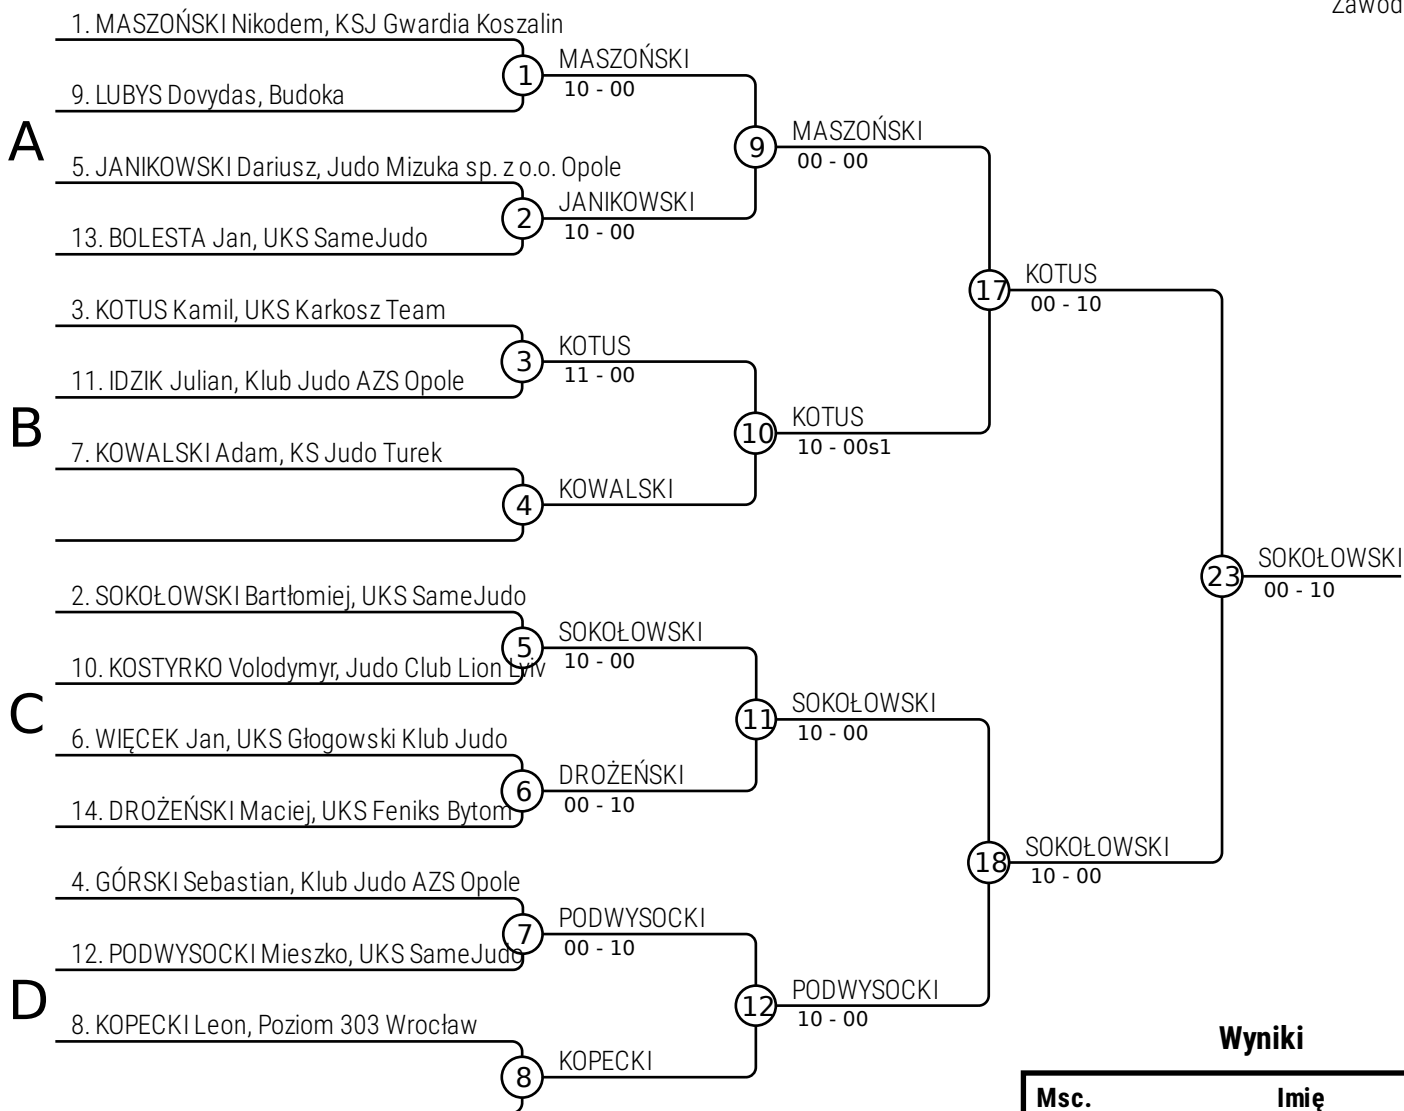 Zawod
1. MASZOŃSKI Nikodem, KSJ Gwardia Koszalin
1
MASZOŃSKI
10 - 00
9. LUBYS Dovydas, Budoka
A
9
MASZOŃSKI
00 - 00
5. JANIKOWSKI Dariusz, Judo Mizuka sp. z o.o. Opole
2
JANIKOWSKI
10 - 00
13. BOLESTA Jan, UKS SameJudo
17
KOTUS
00 - 10
3. KOTUS Kamil, UKS Karkosz Team
3
KOTUS
11 - 00
11. IDZIK Julian, Klub Judo AZS Opole
B
10
KOTUS
10 - 00s1
7. KOWALSKI Adam, KS Judo Turek
4
KOWALSKI
23
SOKOŁOWSKI
00 - 10
2. SOKOŁOWSKI Bartłomiej, UKS SameJudo
5
SOKOŁOWSKI
10 - 00
10. KOSTYRKO Volodymyr, Judo Club Lion Lviv
C
11
SOKOŁOWSKI
10 - 00
6. WIĘCEK Jan, UKS Głogowski Klub Judo
6
DROŻEŃSKI
00 - 10
14. DROŻEŃSKI Maciej, UKS Feniks Bytom
18
SOKOŁOWSKI
10 - 00
4. GÓRSKI Sebastian, Klub Judo AZS Opole
7
PODWYSOCKI
00 - 10
12. PODWYSOCKI Mieszko, UKS SameJudo
D
12
PODWYSOCKI
10 - 00
8. KOPECKI Leon, Poziom 303 Wrocław
8
KOPECKI
Wyniki
Msc. Imię